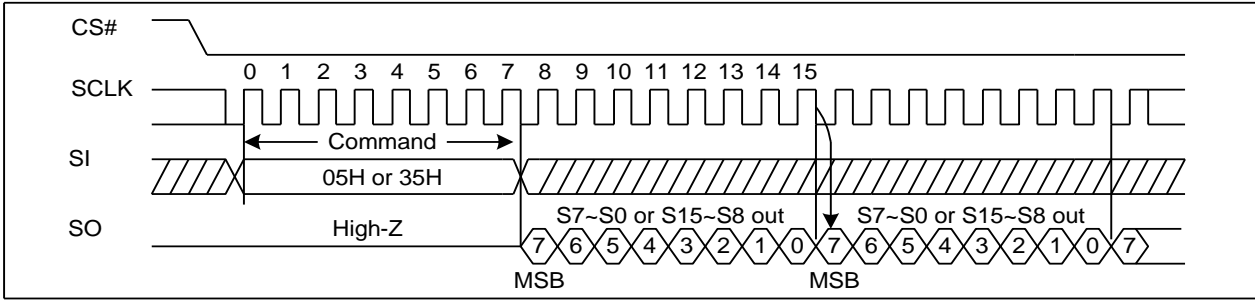 CS#
0 1 2 3 4 5 6 7 8 9 10 11 12 13 14 15
SCLK
Command
SI
05H or 35H
S7~S0 or S15~S8 out S7~S0 or S15~S8 out
SO High-Z
7 6 5 4 3 2 1 0 7 6 5 4 3 2 1 0 7
MSB MSB